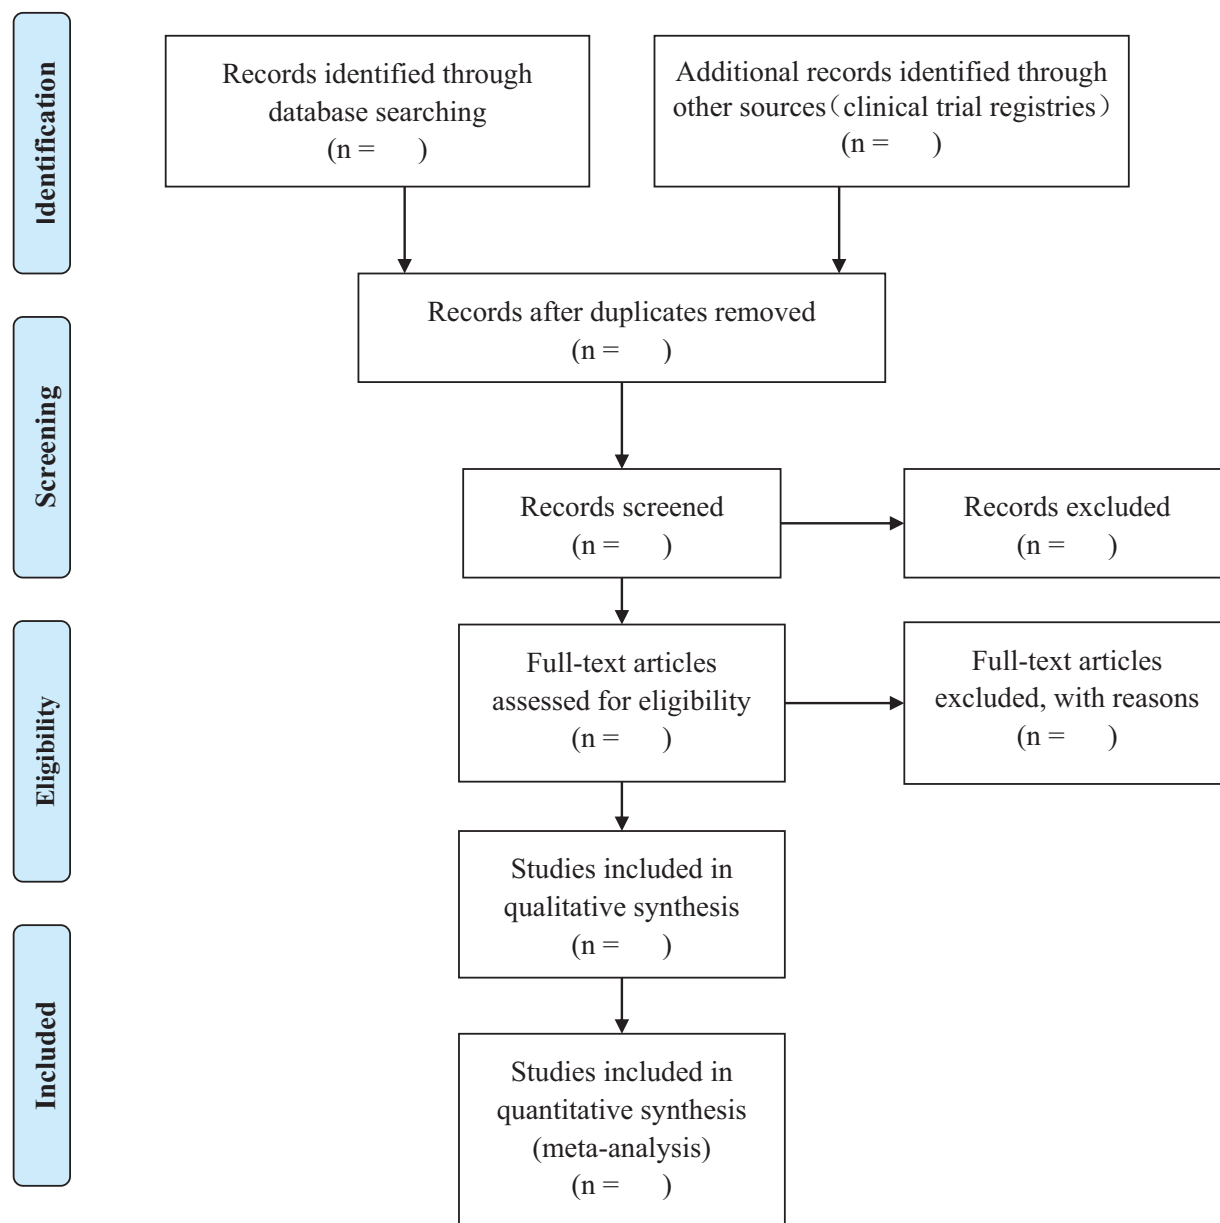 Identification
Records identified through
database searching
(n =     )
Additional records identified through
other sources（clinical trial registries）
(n =     )
Records after duplicates removed
(n =     )
Screening
Records screened
(n =     )
Records excluded
(n =     )
Eligibility
Full-text articles
assessed for eligibility
(n =     )
Full-text articles
excluded, with reasons
(n =     )
Studies included in
qualitative synthesis
(n =     )
Included
Studies included in
quantitative synthesis
(meta-analysis)
(n =     )